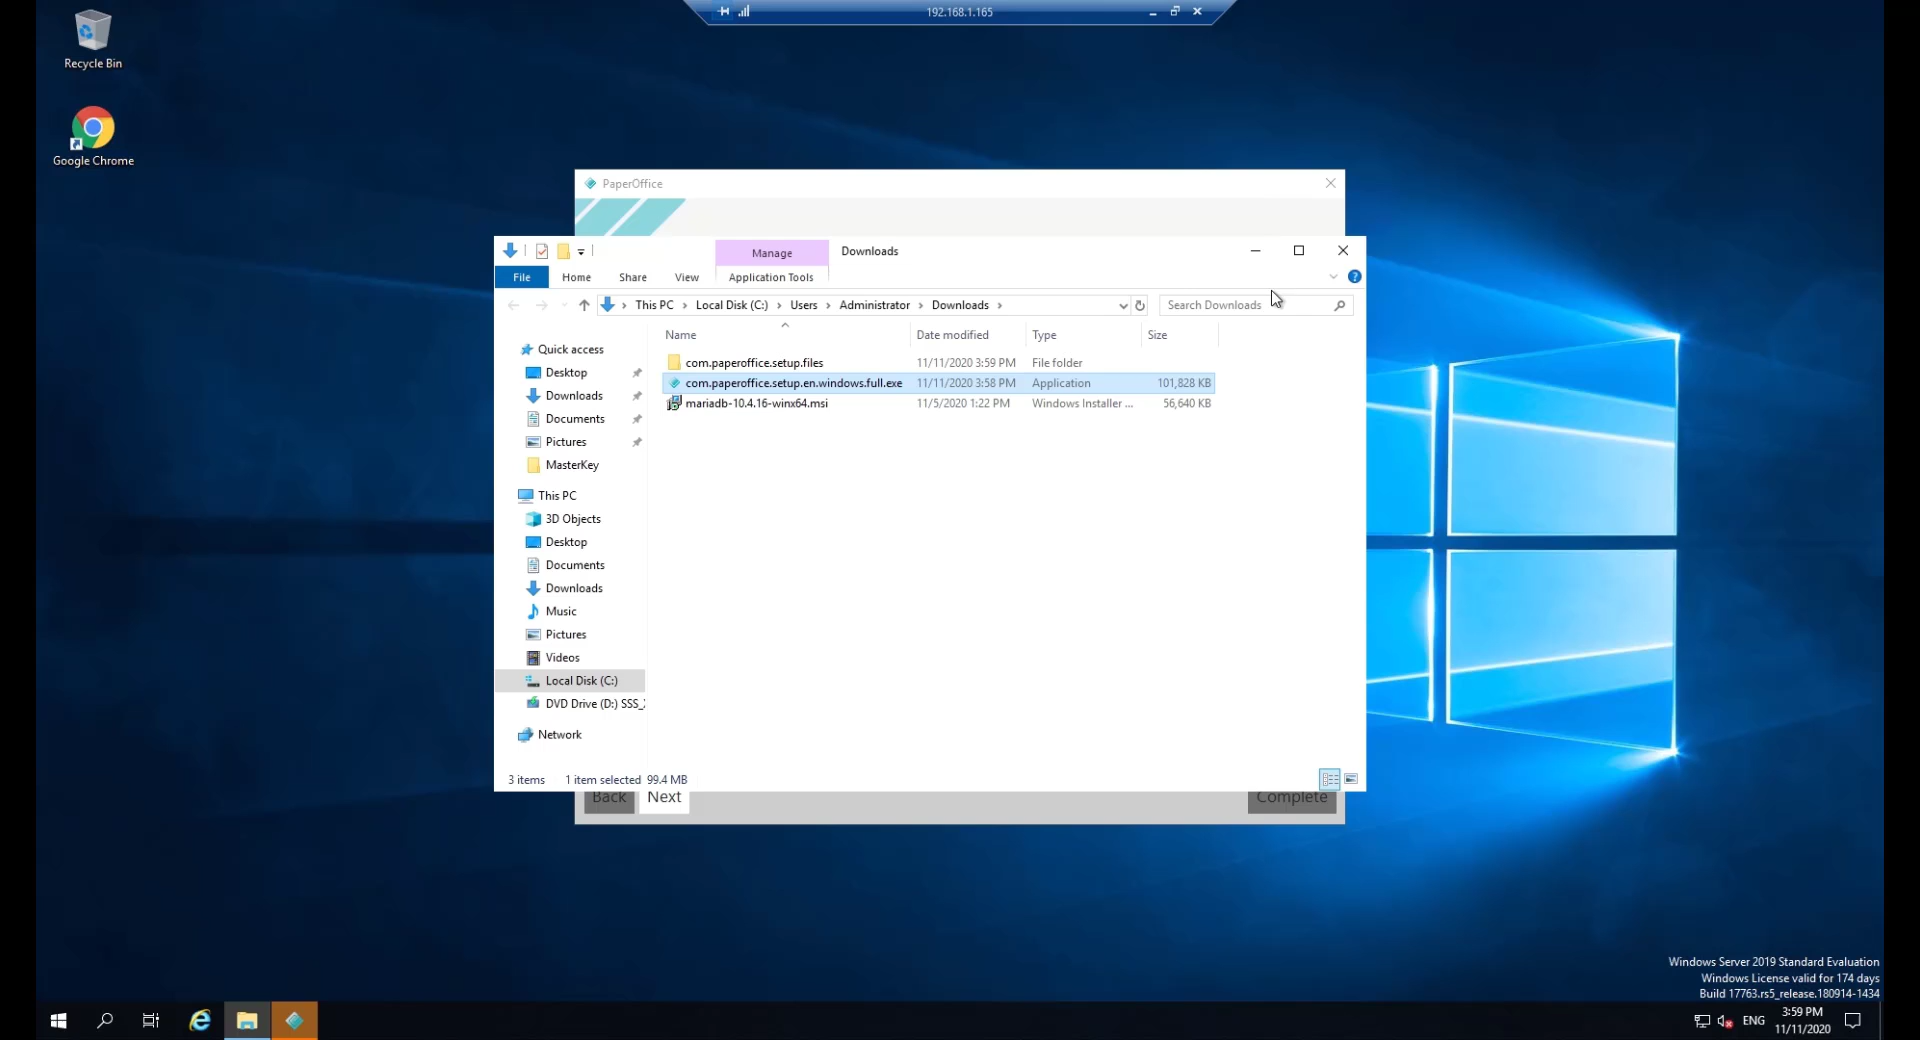 192.168.1.165
Recycle Bin
Google Chrome
PaperOffice
Manage
Downloads
File
Home
Share
View
Application Tools
This PC
Local Disk (C:)
Users
Administrator
Downloads
Search Downloads
Name
Date modified
Type
Size
com.paperoffice.setup.files
11/11/2020 3:59 PM
File folder
com.paperoffice.setup.en.windows.full.exe
11/11/2020 3:58 PM
Application
101,828 KB
mariadb-10.4.16-winx64.msi
11/5/2020 1:22 PM
Windows Installer ...
56,640 KB
Quick access
Desktop
Downloads
Documents
Pictures
MasterKey
This PC
3D Objects
Desktop
Documents
Downloads
Music
Pictures
Videos
Local Disk (C:)
DVD Drive (D:) SSS_
Network
3 items
1 item selected 99.4 MB
Back
Next
Complete
Windows Server 2019 Standard Evaluation
Windows License valid for 174 days
Build 17763.rs5_release.180914-1434
ENG
3:59 PM
11/11/2020